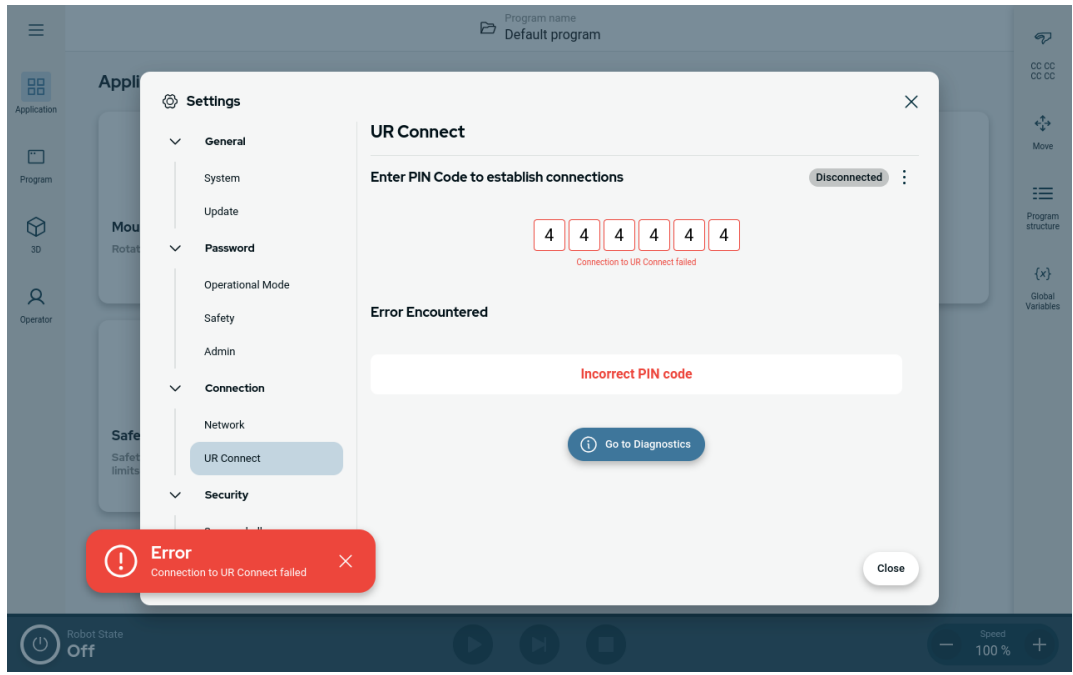 Program name
Default program
Application
Program
3D
Operator
Appli
Mou
Rotat
Safe
Safet
limits
Settings
General
System
Update
Password
Operational Mode
Safety
Admin
Connection
Network
UR Connect
Security
UR Connect
Enter PIN Code to establish connections
Disconnected
4 4 4 4 4 4
Connection to UR Connect failed
Error Encountered
Incorrect PIN code
Go to Diagnostics
Close
Error
Connection to UR Connect failed
CC CC
CC CC
Move
Program
structure
{x}
Global
Variables
Robot State
Off
Speed
100 %